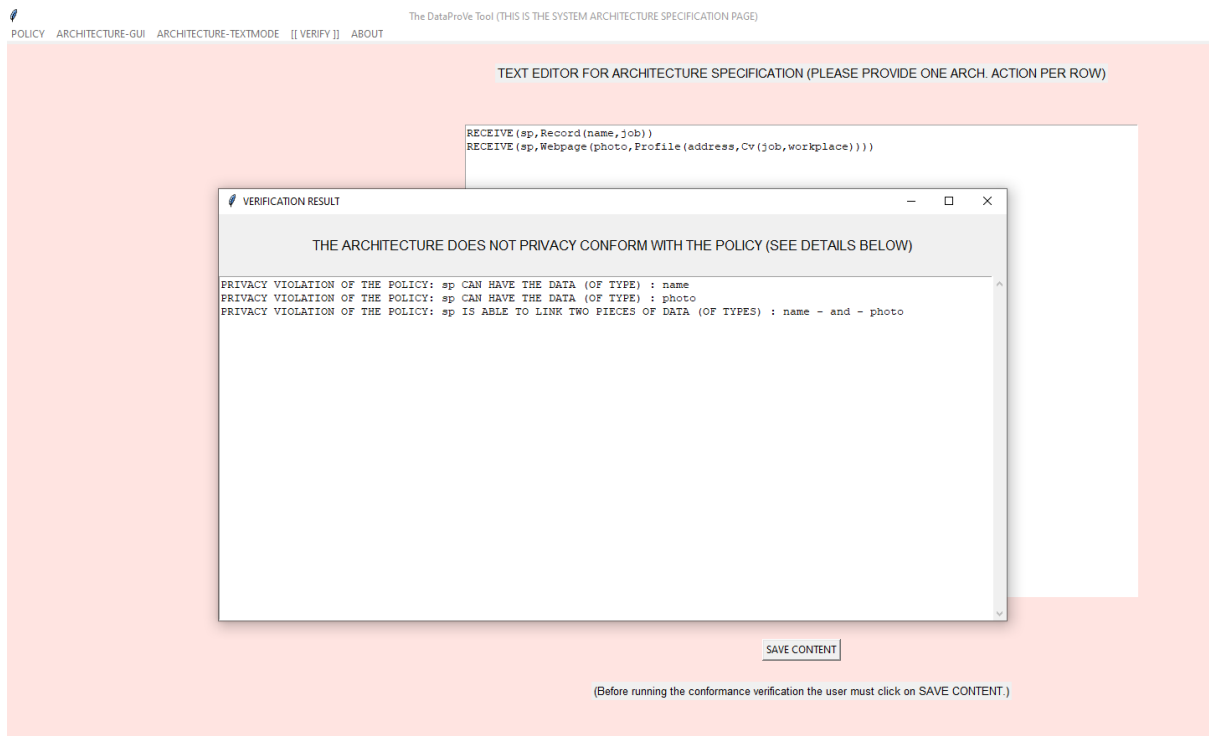 The DataProVe Tool (THIS IS THE SYSTEM ARCHITECTURE SPECIFICATION PAGE)
POLICY ARCHITECTURE-GUI ARCHITECTURE-TEXTMODE [[ VERIFY ]] ABOUT
TEXT EDITOR FOR ARCHITECTURE SPECIFICATION (PLEASE PROVIDE ONE ARCH. ACTION PER ROW)
RECEIVE(sp,Record(name,job))
RECEIVE(sp,Webpage(photo,Profile(address,Cv(job,workplace))))
VERIFICATION RESULT
THE ARCHITECTURE DOES NOT PRIVACY CONFORM WITH THE POLICY (SEE DETAILS BELOW)
PRIVACY VIOLATION OF THE POLICY: sp CAN HAVE THE DATA (OF TYPE) : name
PRIVACY VIOLATION OF THE POLICY: sp CAN HAVE THE DATA (OF TYPE) : photo
PRIVACY VIOLATION OF THE POLICY: sp IS ABLE TO LINK TWO PIECES OF DATA (OF TYPES) : name - and - photo
SAVE CONTENT
(Before running the conformance verification the user must click on SAVE CONTENT.)